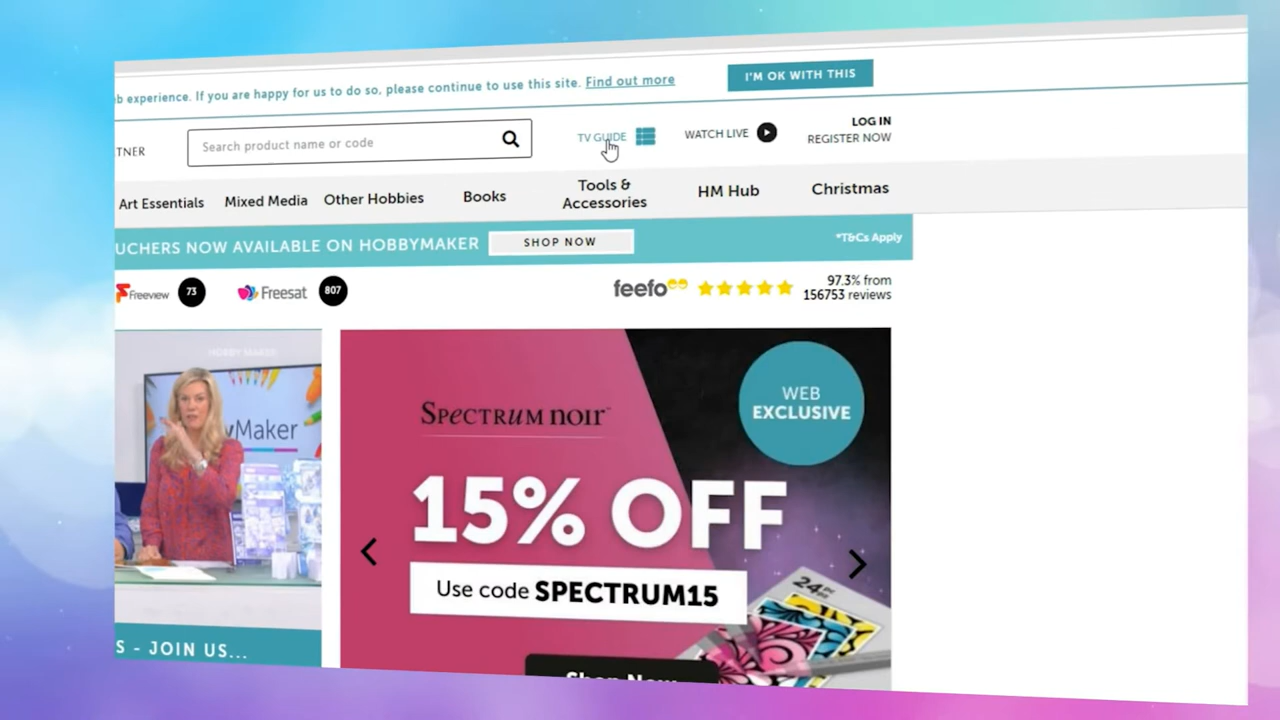 experience. If you are happy for us to do so, please continue to use this site. Find out more
I'M OK WITH THIS
Search product name or code
TV GUIDE
WATCH LIVE
LOG IN
REGISTER NOW
Art Essentials
Mixed Media
Other Hobbies
Books
Tools &
Accessories
HM Hub
Christmas
NOW AVAILABLE ON HOBBYMAKER
SHOP NOW
*T&Cs Apply
Freeview 73
Freesat 807
feefo
97.3% from
156753 reviews
HOBBY MAKER
Maker
SPECTRUM NOIR
WEB
EXCLUSIVE
15% OFF
Use code SPECTRUM15
24
- JOIN US...
Shop Now